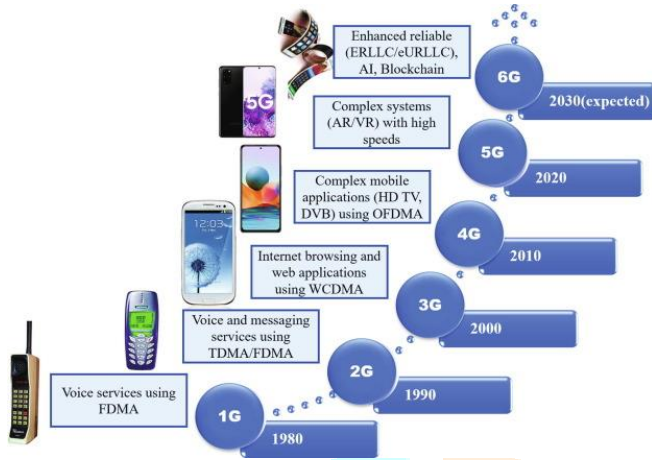 Enhanced reliable
(ERLLC/eURLLC),
AI, Blockchain
6G
2030(expected)
5G
Complex systems
(AR/VR) with high
speeds
5G
2020
Complex mobile
applications (HD TV,
DVB) using OFDMA
4G
2010
12:03
Internet browsing and
web applications
using WCDMA
3G
2000
Voice and messaging
services using
TDMA/FDMA
2G
1990
Voice services using
FDMA
1G
1980